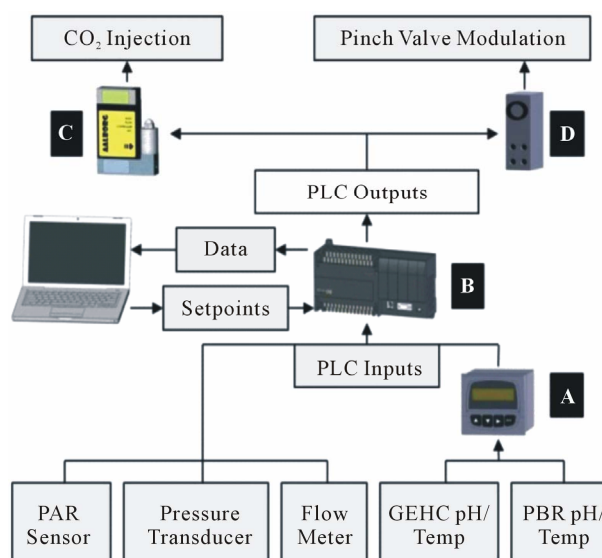 CO₂ Injection
Pinch Valve Modulation
C
AALBORG
D
PLC Outputs
Data
B
Setpoints
PLC Inputs
A
PAR
Sensor
Pressure
Transducer
Flow
Meter
GEHC pH/
Temp
PBR pH/
Temp